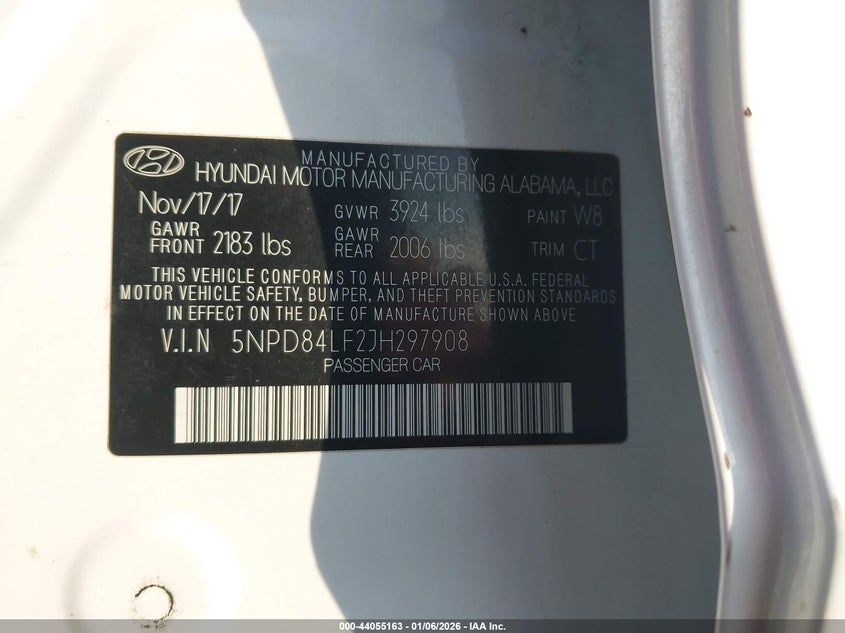 MANUFACTURED BY
HYUNDAI MOTOR MANUFACTURING ALABAMA, LLC
Nov/17/17 GVWR 3924 lbs PAINT W8
GAWR FRONT 2183 lbs GAWR REAR 2006 lbs TRIM CT
THIS VEHICLE CONFORMS TO ALL APPLICABLE U.S.A. FEDERAL
MOTOR VEHICLE SAFETY, BUMPER, AND THEFT PREVENTION STANDARDS
IN EFFECT ON THE DATE OF MANUFACTURE SHOWN ABOVE.
V.I.N 5NPD84LF2JH297908
PASSENGER CAR
000-44055163 - 01/06/2026 - IAA Inc.